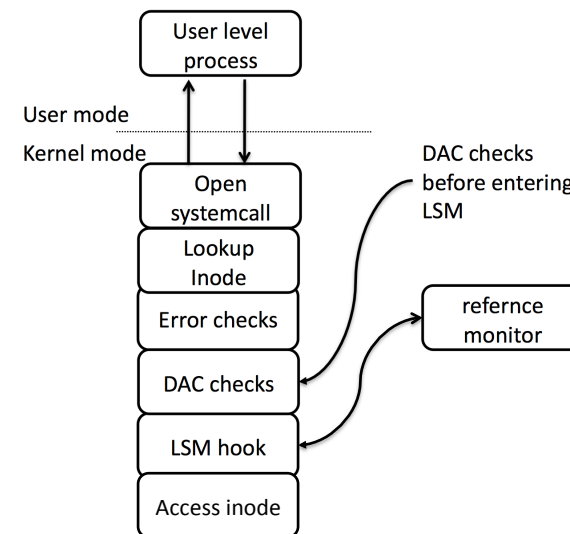 User level
process
User mode
Kernel mode
Open
systemcall
DAC checks
before entering
LSM
Lookup
Inode
Error checks
refernce
monitor
DAC checks
LSM hook
Access inode